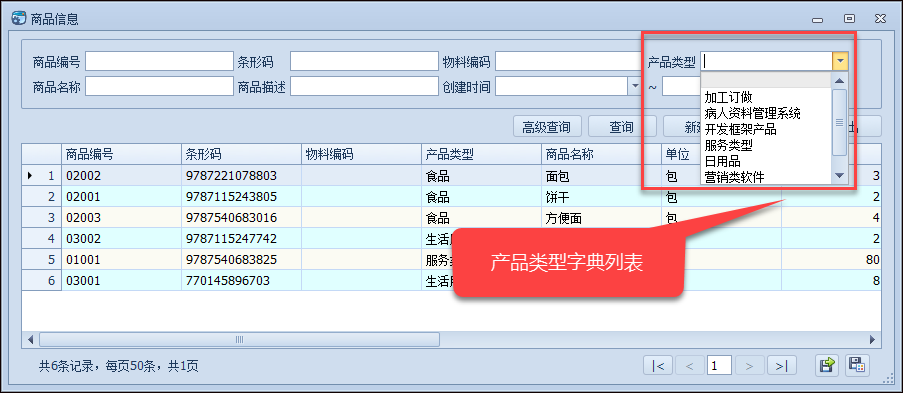 商品信息
商品编号 条形码 物料编码 产品类型
商品名称 商品描述 创建时间 ~
加工订做
病人资料管理系统
开发框架产品
服务类型
日用品
营销类软件
高级查询 查询
商品编号 条形码 物料编码 产品类型 商品名称 单位
1 02002 9787221078803 食品 面包 包 3
2 02001 9787115243805 食品 饼干 包 2
3 02003 9787540683016 食品 方便面 包 4
4 03002 9787115247742 生活 2
5 01001 9787540683825 服务 80
6 03001 770145896703 生活 8
产品类型字典列表
共6条记录，每页50条，共1页
|< < 1 > >|